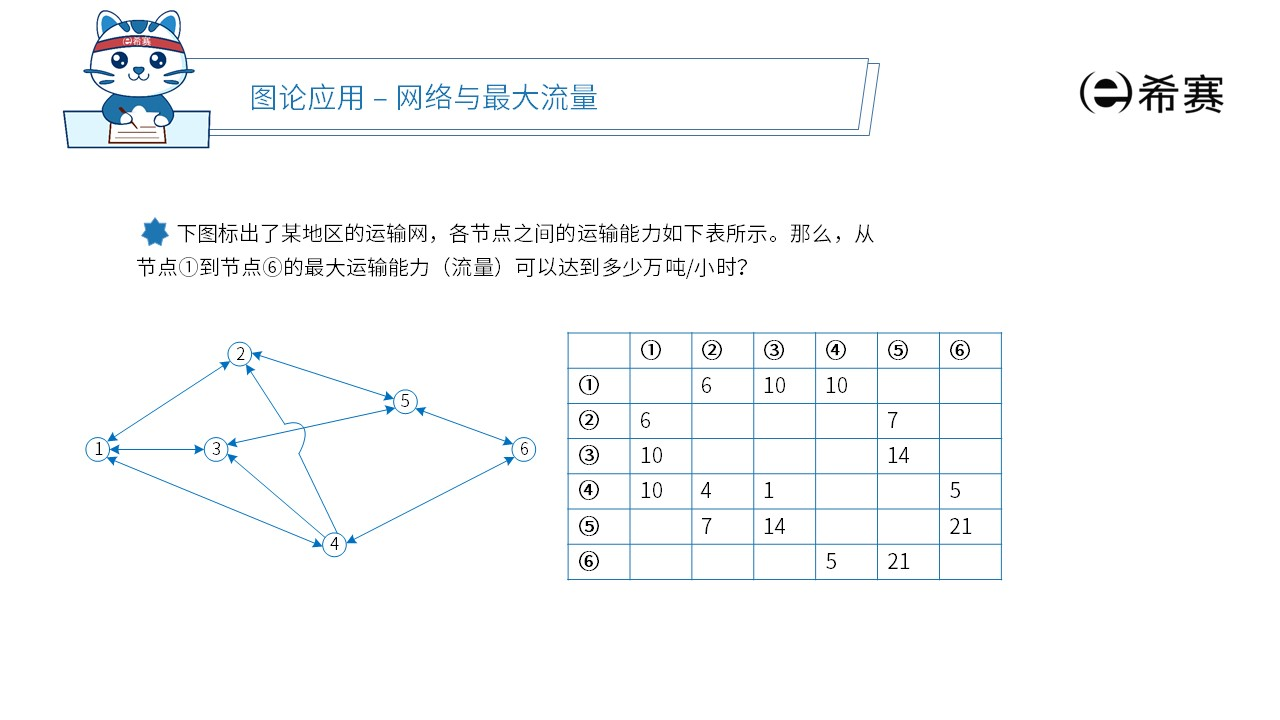 希赛
图论应用 – 网络与最大流量
希赛
下图标出了某地区的运输网，各节点之间的运输能力如下表所示。那么，从
节点①到节点⑥的最大运输能力（流量）可以达到多少万吨/小时？
2
5
1
3
6
4
① ② ③ ④ ⑤ ⑥
① 6 10 10
② 6 7
③ 10 14
④ 10 4 1 5
⑤ 7 14 21
⑥ 5 21